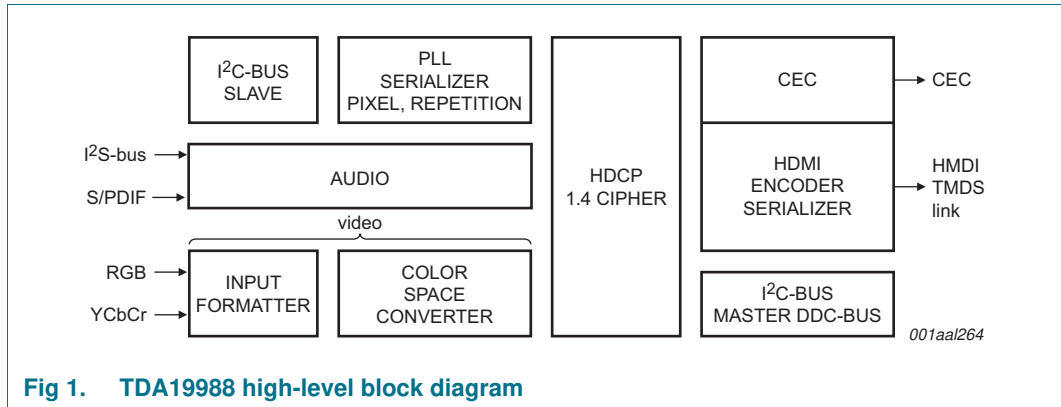 I²C-BUS
SLAVE
PLL
SERIALIZER
PIXEL, REPETITION
HDCP
1.4 CIPHER
CEC
CEC
I²S-bus
S/PDIF
AUDIO
HDMI
ENCODER
SERIALIZER
HMDI
TMDS
link
video
RGB
YCbCr
INPUT
FORMATTER
COLOR
SPACE
CONVERTER
I²C-BUS
MASTER DDC-BUS
001aal264
Fig 1. TDA19988 high-level block diagram